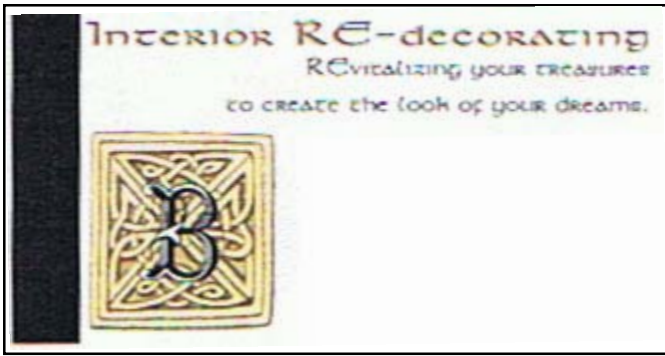 Interior RE-decorating
REvitalizing your treasures
to create the look of your dreams.
B